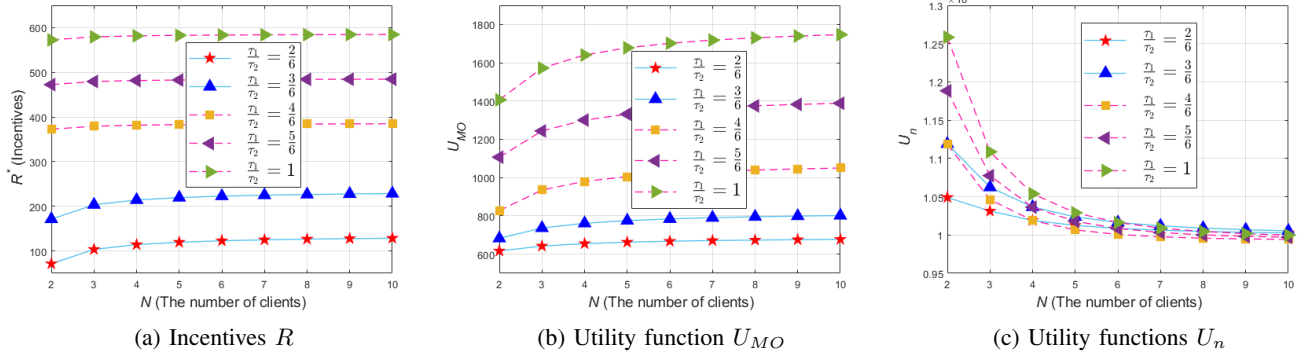 600
500
400
300
200
100
R* (Incentives)
τ₁/τ₂ = 2/6
τ₁/τ₂ = 3/6
τ₁/τ₂ = 4/6
τ₁/τ₂ = 5/6
τ₁/τ₂ = 1
2 3 4 5 6 7 8 9 10
N (The number of clients)
(a) Incentives R
1800
1600
1400
1200
1000
800
600
U_MO
τ₁/τ₂ = 2/6
τ₁/τ₂ = 3/6
τ₁/τ₂ = 4/6
τ₁/τ₂ = 5/6
τ₁/τ₂ = 1
2 3 4 5 6 7 8 9 10
N (The number of clients)
(b) Utility function U_MO
1.3
1.25
1.2
1.15
1.1
1.05
1
0.95
U_n
τ₁/τ₂ = 2/6
τ₁/τ₂ = 3/6
τ₁/τ₂ = 4/6
τ₁/τ₂ = 5/6
τ₁/τ₂ = 1
2 3 4 5 6 7 8 9 10
N (The number of clients)
(c) Utility functions U_n